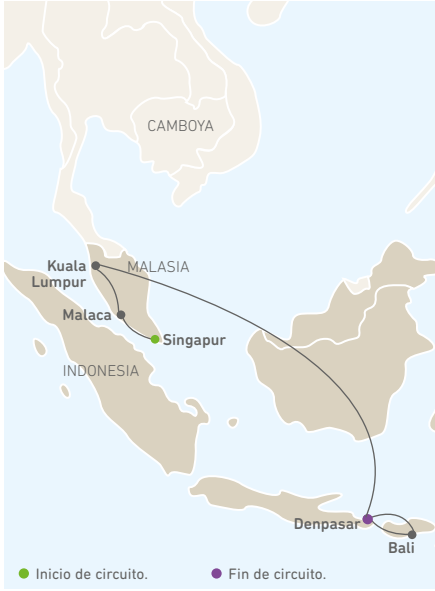 CAMBOYA
Kuala
Lumpur
MALASIA
Malaca
Singapur
INDONESIA
Denpasar
Bali
Inicio de circuito.
Fin de circuito.